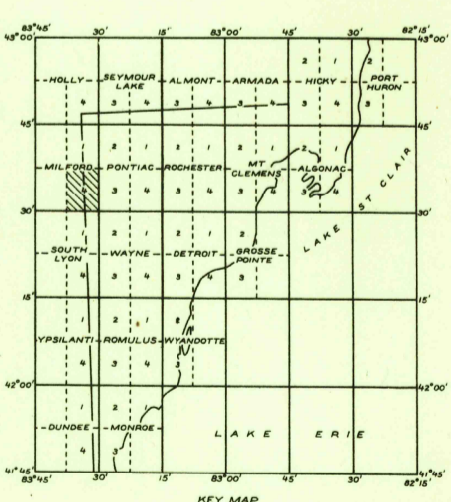 83°45' 30' 15' 83°00' 45' 30' 82°15'
43°00' 43°00'
2 1 2
HOLLY SEYMOUR LAKE ALMONT ARMADA HICKY PORT HURON
4 3 4 3 4 3 4 3 4 3
45' 45'
1 2 1 2 1 2 1 2 1
MILFORD PONTIAC ROCHESTER MT CLEMENS ALGONAC
4 3 4 3 4 3 4 3 4
LAKE ST CLAIR
30' 30'
1 2 1 2 1 2 1
SOUTH LYON WAYNE DETROIT GROSSE POINTE
4 3 4 3 4 3
15' 15'
1 2 1 2
YPSILANTI ROMULUS WYANDOTTE
4 3 4 3
42°00' 42°00'
1 2 1
DUNDEE MONROE LAKE ERIE
4 3
41°45' 41°45'
83°45' 30' 15' 83°00' 45' 30' 82°15'
KEY MAP